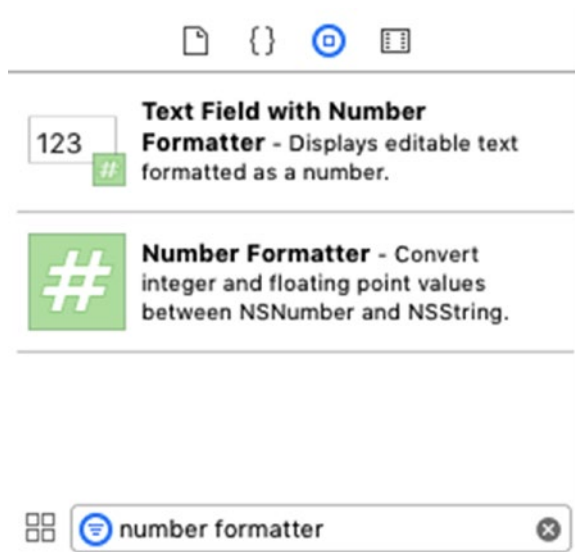 123
#
Text Field with Number
Formatter - Displays editable text
formatted as a number.
#
Number Formatter - Convert
integer and floating point values
between NSNumber and NSString.
number formatter